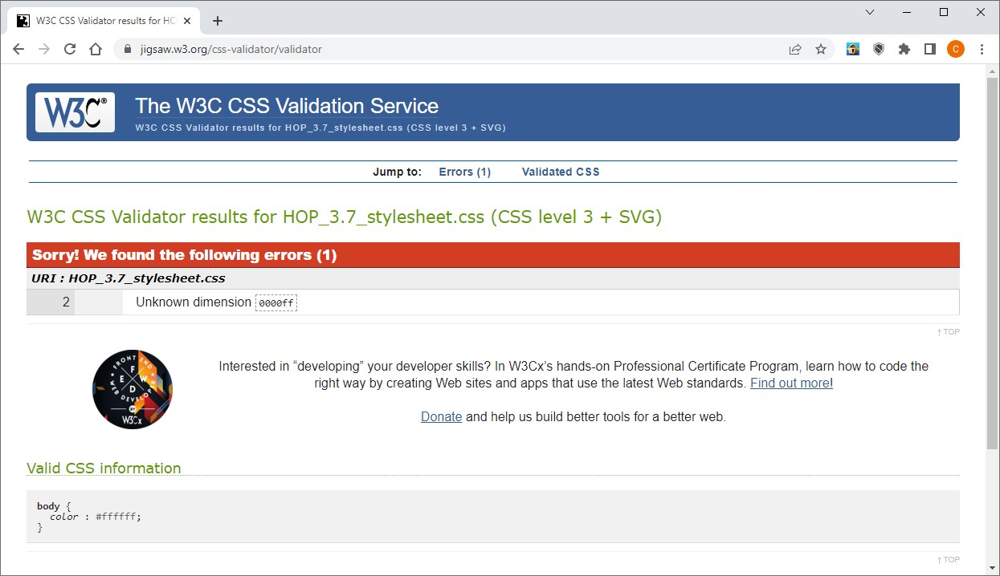 W3C CSS Validator results for HO
jigsaw.w3.org/css-validator/validator
C
W3C®
The W3C CSS Validation Service
W3C CSS Validator results for HOP_3.7_stylesheet.css (CSS level 3 + SVG)
Jump to: Errors (1) Validated CSS
W3C CSS Validator results for HOP_3.7_stylesheet.css (CSS level 3 + SVG)
Sorry! We found the following errors (1)
URI : HOP_3.7_stylesheet.css
2 Unknown dimension 0000ff
↑ TOP
FRONT END
F E W D
WEB DEVELOPER
BY
W3Cx
Interested in “developing” your developer skills? In W3Cx’s hands-on Professional Certificate Program, learn how to code the
right way by creating Web sites and apps that use the latest Web standards. Find out more!
Donate and help us build better tools for a better web.
Valid CSS information
body {
color : #ffffff;
}
↑ TOP